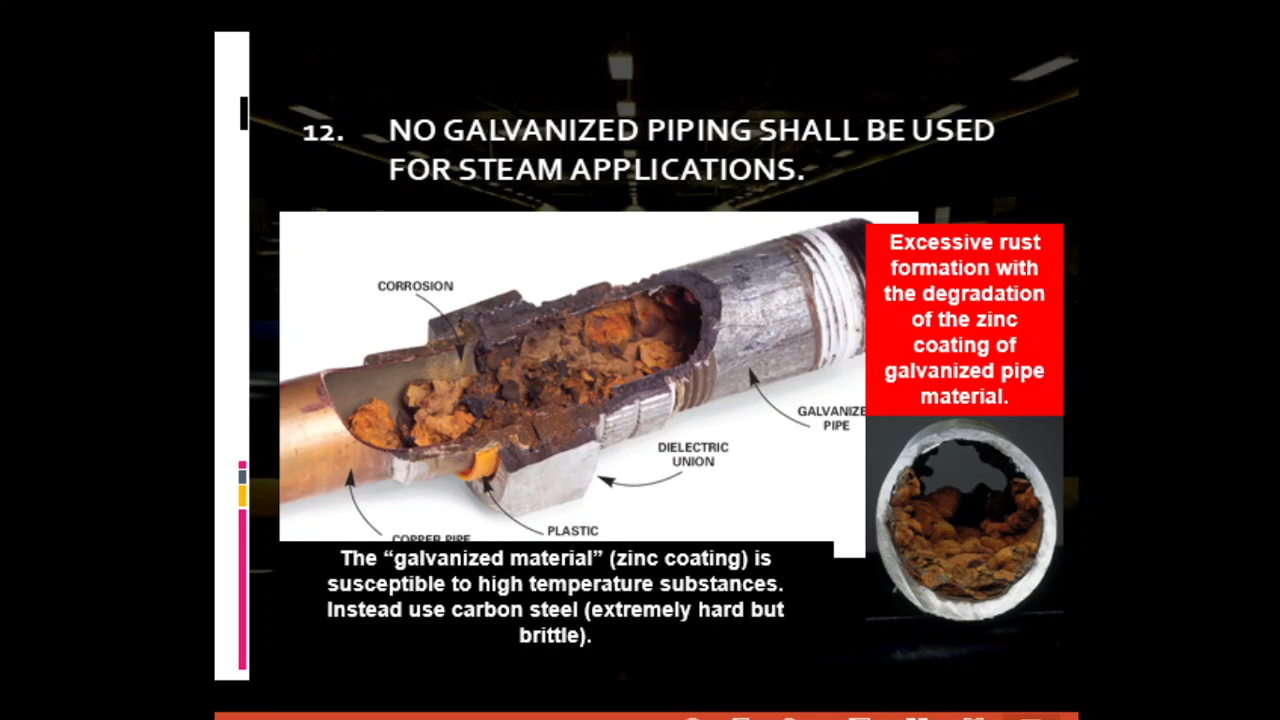 12. NO GALVANIZED PIPING SHALL BE USED
FOR STEAM APPLICATIONS.
CORROSION
GALVANIZE
PIPE
DIELECTRIC
UNION
PLASTIC
COPPER PIPE
Excessive rust
formation with
the degradation
of the zinc
coating of
galvanized pipe
material.
The “galvanized material” (zinc coating) is
susceptible to high temperature substances.
Instead use carbon steel (extremely hard but
brittle).